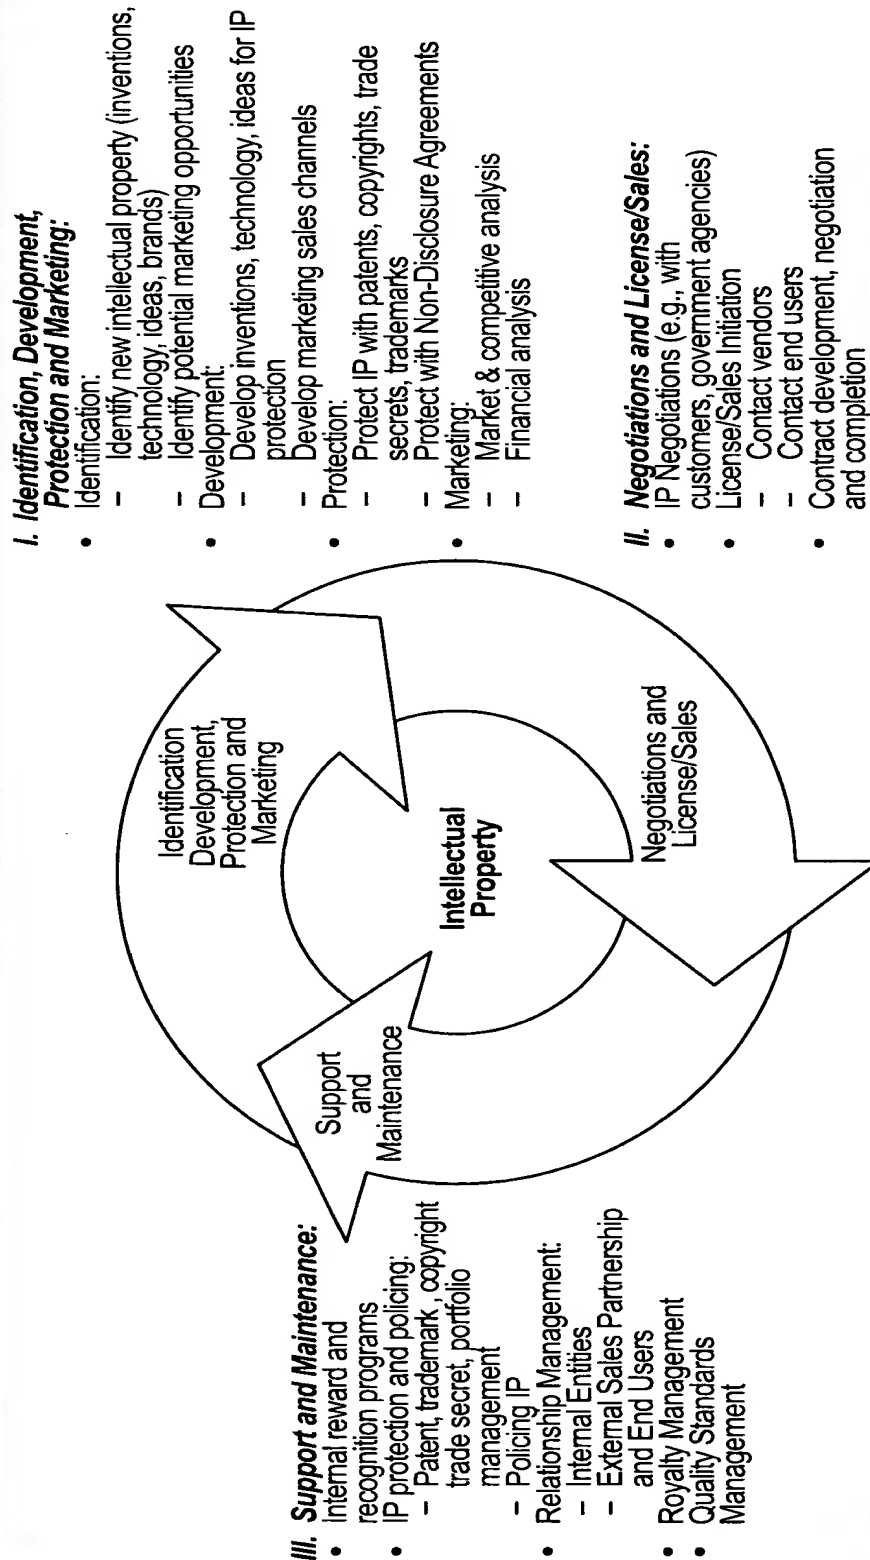 I. Identification, Development,
Protection and Marketing:
• Identification:
– Identify new intellectual property (inventions,
technology, ideas, brands)
– Identify potential marketing opportunities
• Development:
– Develop inventions, technology, ideas for IP
protection
– Develop marketing sales channels
• Protection:
– Protect IP with patents, copyrights, trade
secrets, trademarks
– Protect with Non-Disclosure Agreements
• Marketing:
– Market & competitive analysis
– Financial analysis
II. Negotiations and License/Sales:
• IP Negotiations (e.g., with
customers, government agencies)
• License/Sales Initiation
– Contact vendors
– Contact end users
• Contract development, negotiation
and completion
Identification
Development,
Protection and
Marketing
Intellectual
Property
Negotiations and
License/Sales
Support
and
Maintenance
III. Support and Maintenance:
• Internal reward and
recognition programs
• IP protection and policing:
– Patent, trademark , copyright
trade secret, portfolio
management
– Policing IP
• Relationship Management:
– Internal Entities
– External Sales Partnership
and End Users
• Royalty Management
• Quality Standards
Management